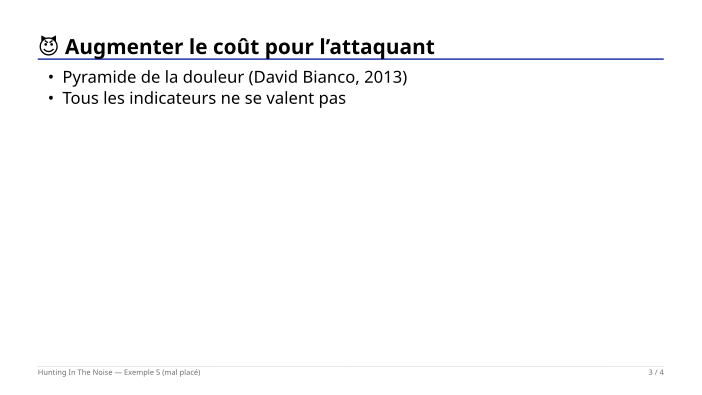 😈 Augmenter le coût pour l’attaquant
• Pyramide de la douleur (David Bianco, 2013)
• Tous les indicateurs ne se valent pas
Hunting In The Noise — Exemple 5 (mal placé)
3 / 4